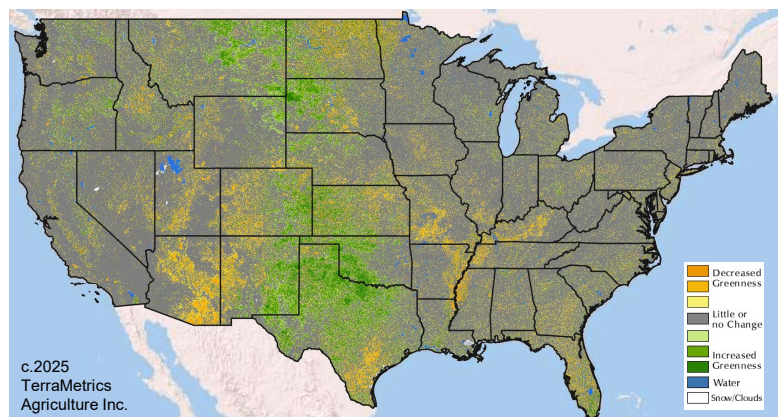 Decreased
Greenness
Little or
no Change
Increased
Greenness
Water
Snow/Clouds
c.2025
TerraMetrics
Agriculture Inc.